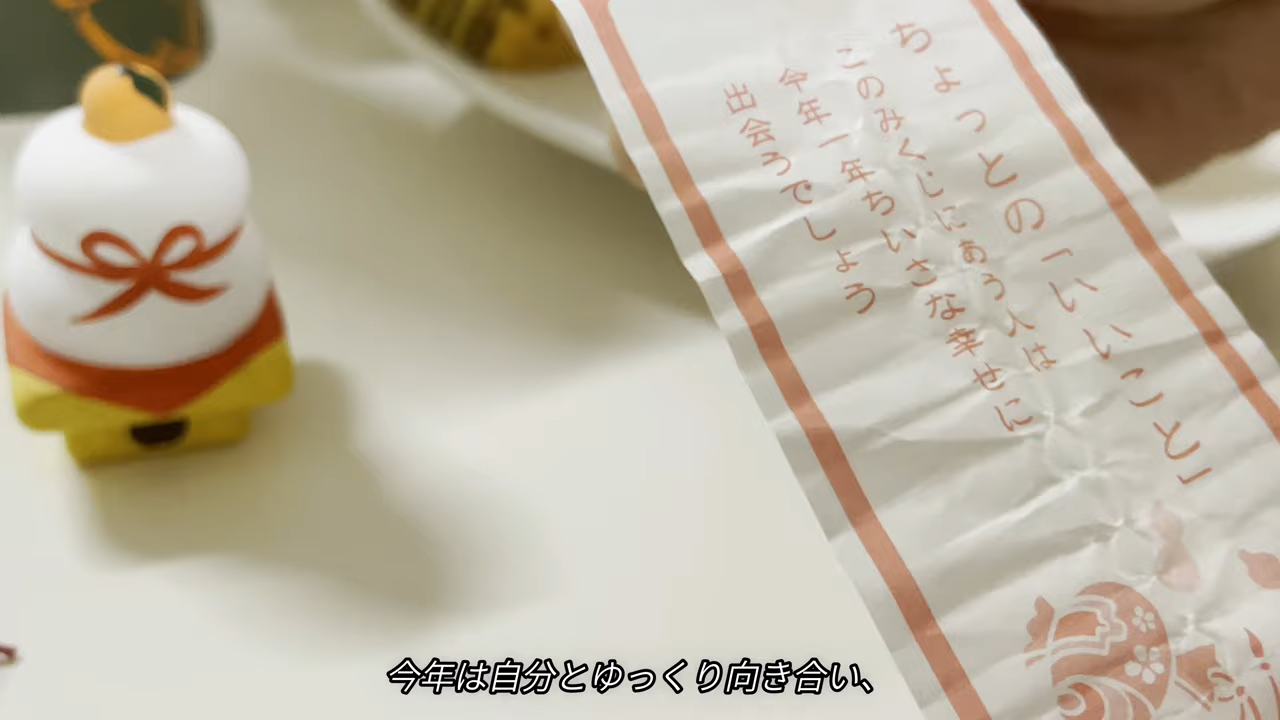 ちょっとの「いいこと」
このみくじにあう人は
今年一年ちいさな幸せに
出会うでしょう
今年は自分とゆっくり向き合い、